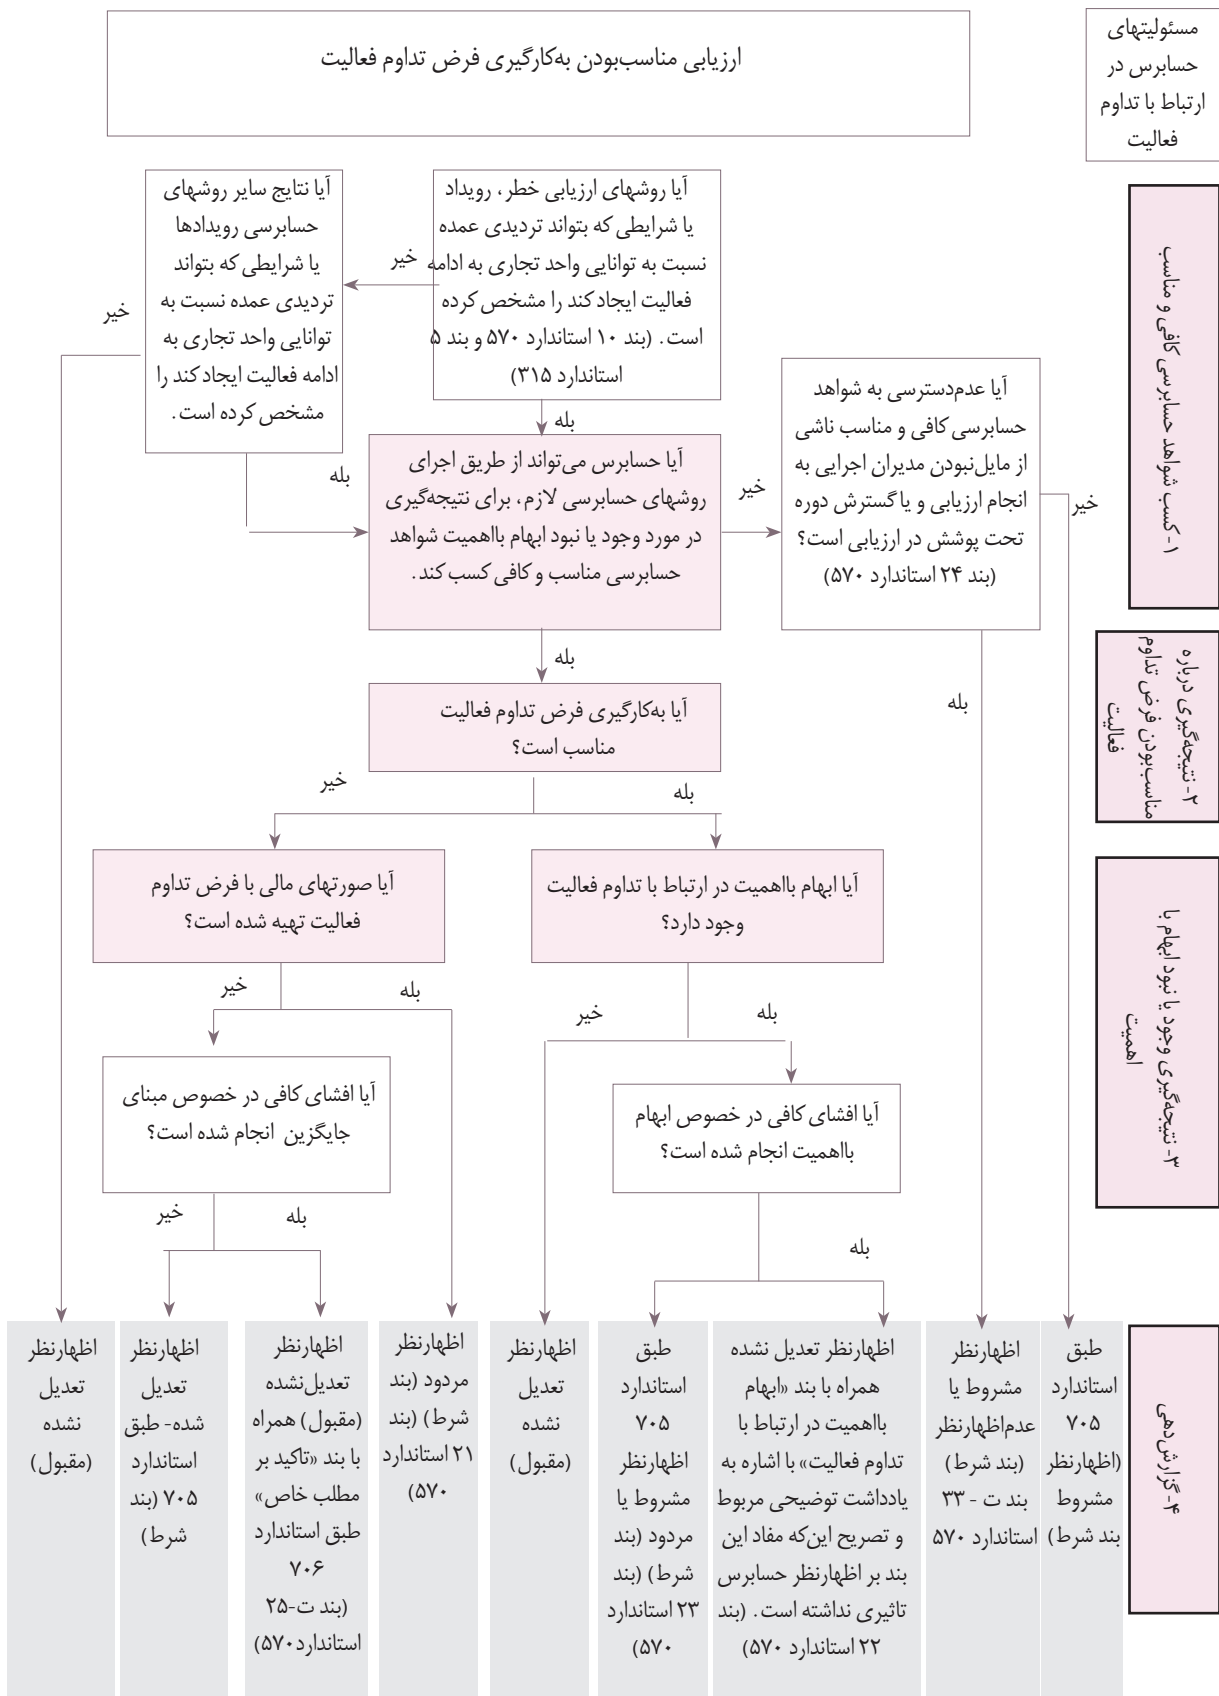 مسئولیتهای
حسابرس در
ارتباط با تداوم
فعالیت
ارزیابی مناسب‌بودن به‌کارگیری فرض تداوم فعالیت
۱- کسب شواهد حسابرسی کافی و مناسب
آیا روشهای ارزیابی خطر، رویداد
یا شرایطی که بتواند تردیدی عمده
نسبت به توانایی واحد تجاری به ادامه
فعالیت ایجاد کند را مشخص کرده
است. (بند ۱۰ استاندارد ۵۷۰ و بند ۵
استاندارد ۳۱۵)
خیر
بله
آیا نتایج سایر روشهای
حسابرسی رویدادها
یا شرایطی که بتواند
تردیدی عمده نسبت به
توانایی واحد تجاری به
ادامه فعالیت ایجاد کند را
مشخص کرده است.
خیر
بله
آیا عدم‌دسترسی به شواهد
حسابرسی کافی و مناسب ناشی
از مایل‌نبودن مدیران اجرایی به
انجام ارزیابی و یا گسترش دوره
تحت پوشش در ارزیابی است؟
(بند ۲۴ استاندارد ۵۷۰)
خیر
بله
آیا حسابرس می‌تواند از طریق اجرای
روشهای حسابرسی لازم، برای نتیجه‌گیری
در مورد وجود یا نبود ابهام بااهمیت شواهد
حسابرسی مناسب و کافی کسب کند.
خیر
بله
۲- نتیجه‌گیری درباره
مناسب‌بودن فرض تداوم
فعالیت
آیا به‌کارگیری فرض تداوم فعالیت
مناسب است؟
بله
خیر
۳- نتیجه‌گیری وجود یا نبود ابهام با
اهمیت
آیا ابهام بااهمیت در ارتباط با تداوم فعالیت
وجود دارد؟
بله
خیر
آیا صورتهای مالی با فرض تداوم
فعالیت تهیه شده است؟
بله
خیر
آیا افشای کافی در خصوص ابهام
بااهمیت انجام شده است؟
بله
آیا افشای کافی در خصوص مبنای
جایگزین انجام شده است؟
بله
خیر
۴- گزارش‌دهی
طبق
استاندارد
۷۰۵
(اظهارنظر
مشروط
بند شرط)
اظهارنظر
مشروط یا
عدم‌اظهارنظر
(بند شرط)
بند ت - ۳۳
استاندارد ۵۷۰
اظهارنظر تعدیل نشده
همراه با بند «ابهام
بااهمیت در ارتباط با
تداوم فعالیت» با اشاره به
یادداشت توضیحی مربوط
و تصریح این‌که مفاد این
بند بر اظهارنظر حسابرس
تاثیری نداشته است. (بند
۲۲ استاندارد ۵۷۰)
طبق
استاندارد
۷۰۵
اظهارنظر
مشروط یا
مردود (بند
شرط) (بند
۲۳ استاندارد
۵۷۰)
اظهارنظر
تعدیل
نشده
(مقبول)
اظهارنظر
مردود (بند
شرط) (بند
۲۱ استاندارد
۵۷۰)
اظهارنظر
تعدیل‌نشده
(مقبول) همراه
با بند «تاکید بر
مطلب خاص»
طبق استاندارد
۷۰۶
(بند ت-۲۵
استاندارد۵۷۰)
اظهارنظر
تعدیل
شده- طبق
استاندارد
۷۰۵ (بند
شرط)
اظهارنظر
تعدیل
نشده
(مقبول)